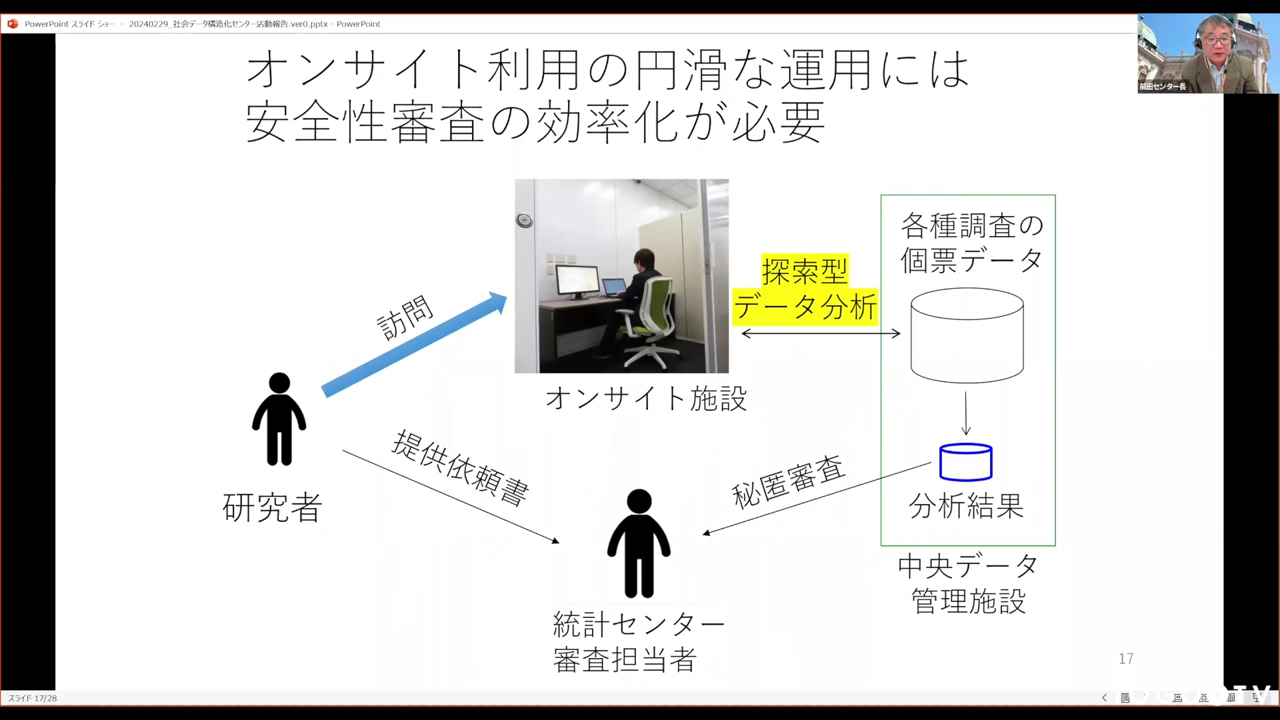 PowerPoint スライド ショー - 20240229_社会データ構造化センター活動報告.ver0.pptx - PowerPoint
前田センター長
オンサイト利用の円滑な運用には
安全性審査の効率化が必要
各種調査の
個票データ
探索型
データ分析
訪問
オンサイト施設
提供依頼書
秘匿審査
研究者
分析結果
中央データ
管理施設
統計センター
審査担当者
17
スライド 17/28